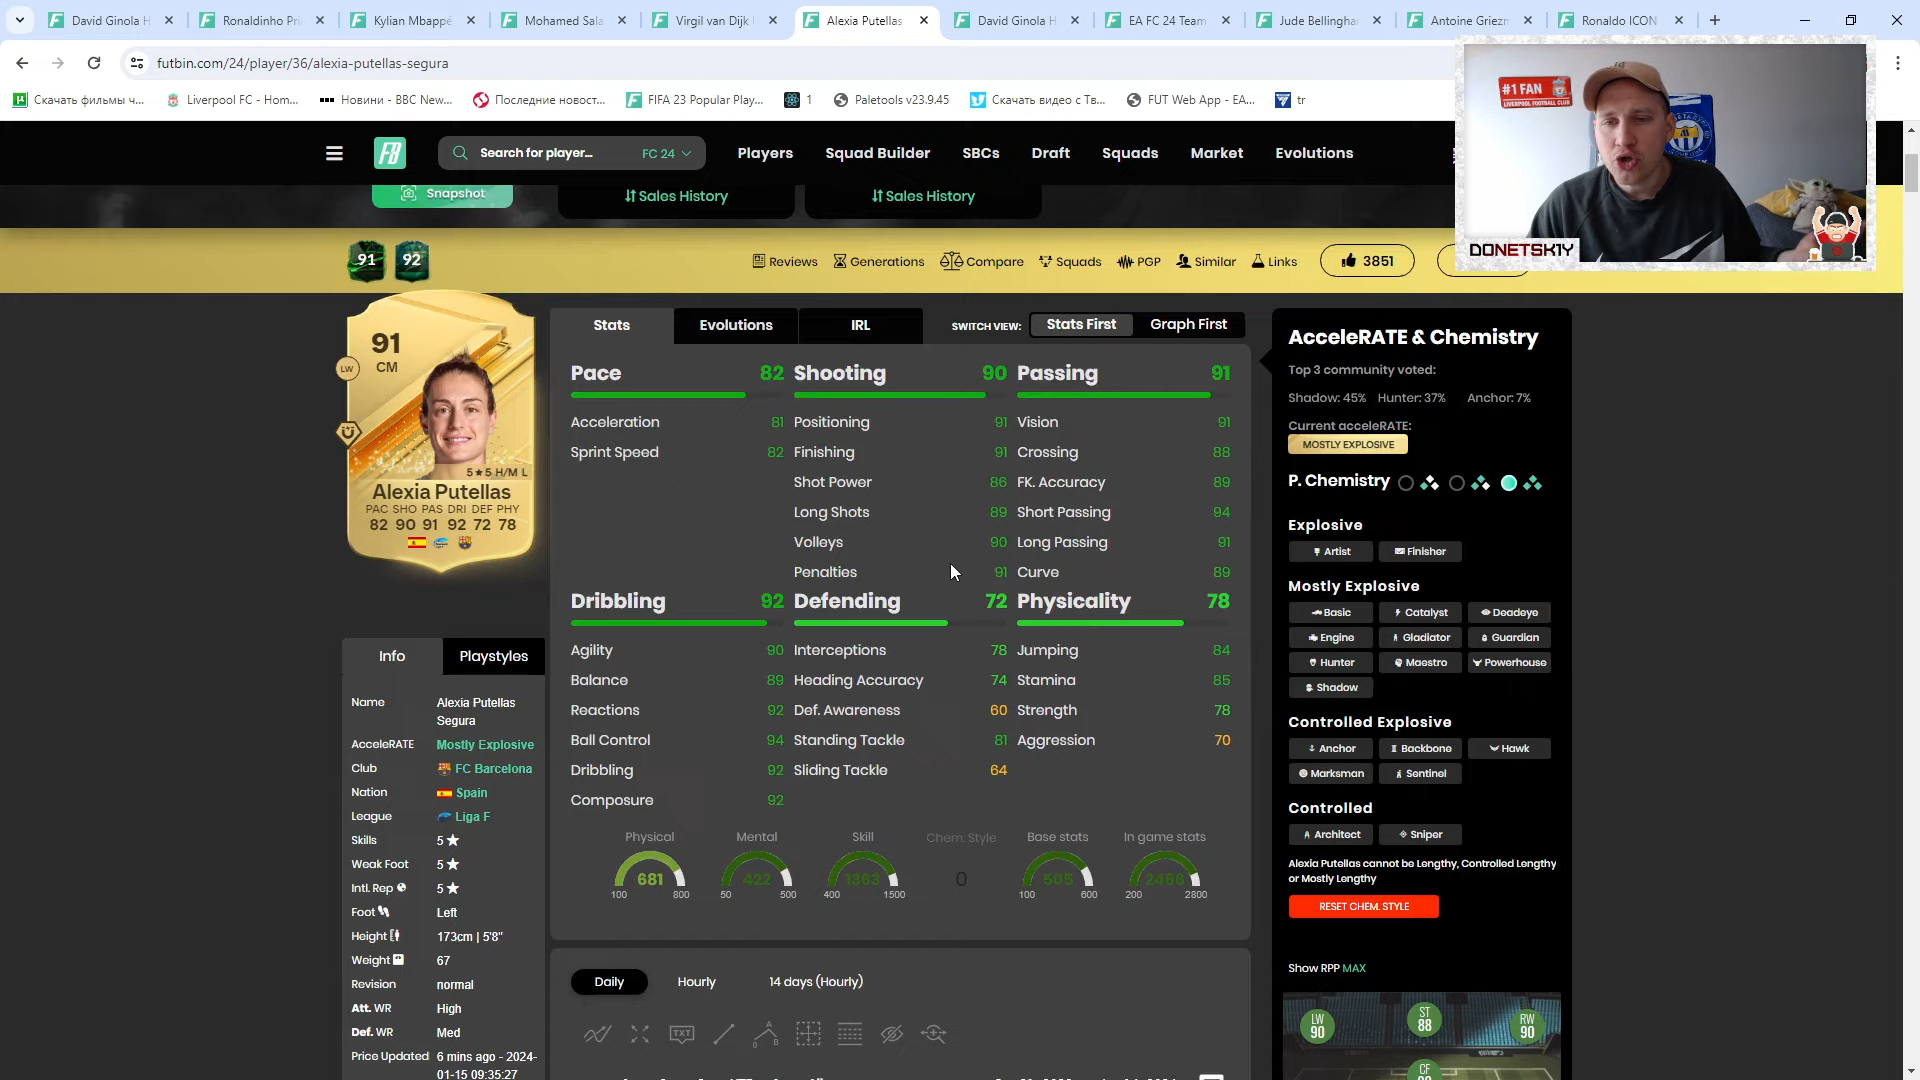 David Ginola H
Ronaldinho Pri
Kylian Mbappé
Mohamed Sala
Virgil van Dijk
Alexia Putellas
David Ginola H
EA FC 24 Team
Jude Bellingha
Antoine Griezm
Ronaldo ICON
futbin.com/24/player/36/alexia-putellas-segura
Скачать фильмы ч...
Liverpool FC - Hom...
Новини - BBC New...
Последние новост...
FIFA 23 Popular Play...
1
Paletools v23.9.45
Скачать видео с Тв...
FUT Web App - EA...
tr
#1 FAN
LIVERPOOL FOOTBALL CLUB
DONETSK1Y
FB
Search for player...
FC 24
Players
Squad Builder
SBCs
Draft
Squads
Market
Evolutions
Snapshot
Sales History
Sales History
91
92
Reviews
Generations
Compare
Squads
PGP
Similar
Links
3851
91
CM
LW
5★5 H/M L
Alexia Putellas
PAC SHO PAS DRI DEF PHY
82 90 91 92 72 78
Stats
Evolutions
IRL
SWITCH VIEW:
Stats First
Graph First
Pace 82
Acceleration 81
Sprint Speed 82
Shooting 90
Positioning 91
Finishing 91
Shot Power 86
Long Shots 89
Volleys 90
Penalties 91
Passing 91
Vision 91
Crossing 88
FK. Accuracy 89
Short Passing 94
Long Passing 91
Curve 89
Dribbling 92
Agility 90
Balance 89
Reactions 92
Ball Control 94
Dribbling 92
Composure 92
Defending 72
Interceptions 78
Heading Accuracy 74
Def. Awareness 60
Standing Tackle 81
Sliding Tackle 64
Physicality 78
Jumping 84
Stamina 85
Strength 78
Aggression 70
Physical
681
100 800
Mental
422
50 500
Skill
1363
400 1500
Chem. Style
0
Base stats
505
100 600
In game stats
2468
200 2800
Info
Playstyles
Name Alexia Putellas Segura
AcceleRATE Mostly Explosive
Club FC Barcelona
Nation Spain
League Liga F
Skills 5 ★
Weak Foot 5 ★
Intl. Rep 5 ★
Foot Left
Height 173cm | 5'8"
Weight 67
Revision normal
Att. WR High
Def. WR Med
Price Updated 6 mins ago - 2024-01-15 09:35:27
Daily
Hourly
14 days (Hourly)
TXT
AcceleRATE & Chemistry
Top 3 community voted:
Shadow: 45% Hunter: 37% Anchor: 7%
Current acceleRATE:
MOSTLY EXPLOSIVE
P. Chemistry
Explosive
Artist
Finisher
Mostly Explosive
Basic
Catalyst
Deadeye
Engine
Gladiator
Guardian
Hunter
Maestro
Powerhouse
Shadow
Controlled Explosive
Anchor
Backbone
Hawk
Marksman
Sentinel
Controlled
Architect
Sniper
Alexia Putellas cannot be Lengthy, Controlled Lengthy
or Mostly Lengthy
RESET CHEM. STYLE
Show RPP MAX
LW
90
ST
88
RW
90
CF